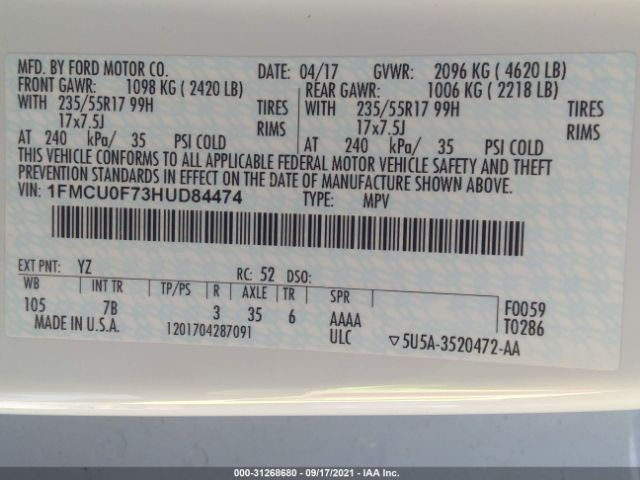 MFD. BY FORD MOTOR CO. DATE: 04/17 GVWR: 2096 KG ( 4620 LB)
FRONT GAWR: 1098 KG ( 2420 LB) REAR GAWR: 1006 KG ( 2218 LB)
WITH 235/55R17 99H TIRES WITH 235/55R17 99H TIRES
17x7.5J RIMS 17x7.5J RIMS
AT 240 kPa/ 35 PSI COLD AT 240 kPa/ 35 PSI COLD
THIS VEHICLE CONFORMS TO ALL APPLICABLE FEDERAL MOTOR VEHICLE SAFETY AND THEFT
PREVENTION STANDARDS IN EFFECT ON THE DATE OF MANUFACTURE SHOWN ABOVE.
VIN: 1FMCU0F73HUD84474 TYPE: MPV
EXT PNT: YZ RC: 52 DSO:
WB INT TR TP/PS R AXLE TR SPR
105 7B 3 35 6 AAAA F0059
MADE IN U.S.A. 1201704287091 ULC ▽5U5A-3520472-AA T0286
000-31268680 - 09/17/2021 - IAA Inc.